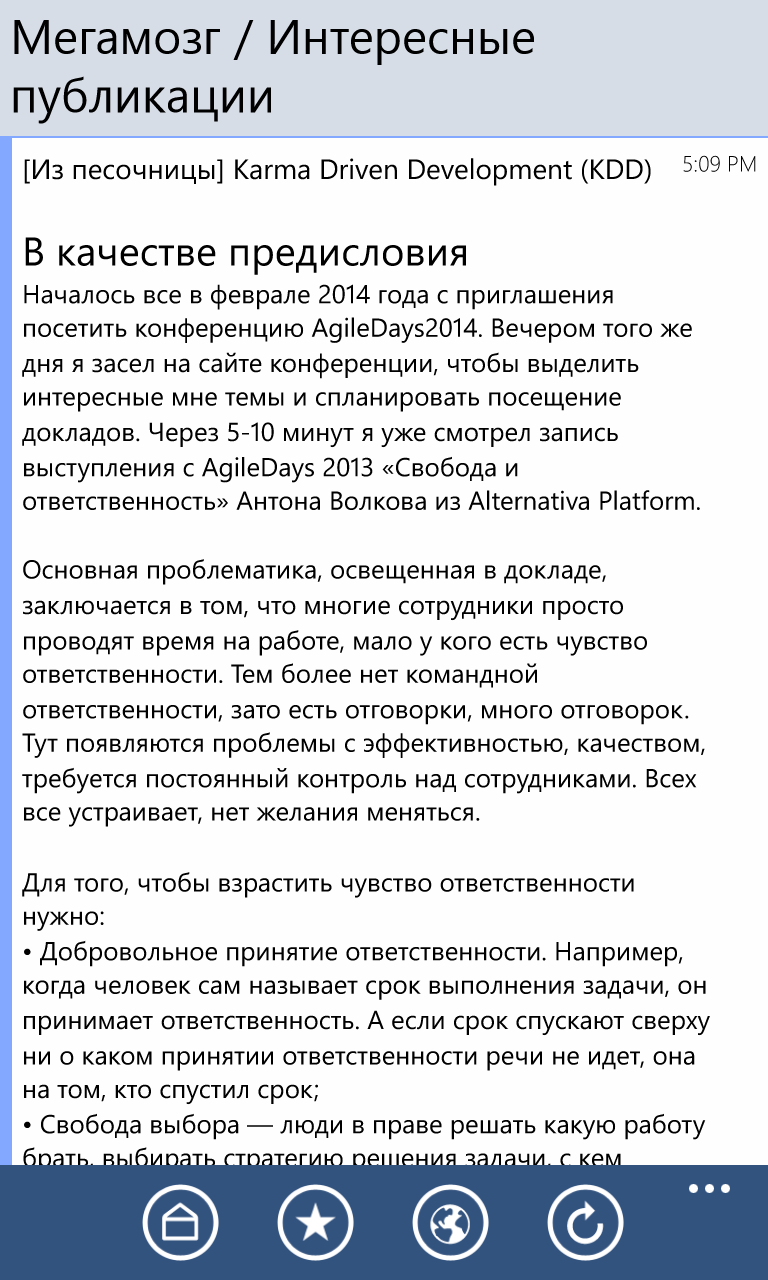 Мегамозг / Интересные
публикации
[Из песочницы] Karma Driven Development (KDD)
5:09 PM
В качестве предисловия
Началось все в феврале 2014 года с приглашения
посетить конференцию AgileDays2014. Вечером того же
дня я засел на сайте конференции, чтобы выделить
интересные мне темы и спланировать посещение
докладов. Через 5-10 минут я уже смотрел запись
выступления с AgileDays 2013 «Свобода и
ответственность» Антона Волкова из Alternativa Platform.
Основная проблематика, освещенная в докладе,
заключается в том, что многие сотрудники просто
проводят время на работе, мало у кого есть чувство
ответственности. Тем более нет командной
ответственности, зато есть отговорки, много отговорок.
Тут появляются проблемы с эффективностью, качеством,
требуется постоянный контроль над сотрудниками. Всех
все устраивает, нет желания меняться.
Для того, чтобы взрастить чувство ответственности
нужно:
• Добровольное принятие ответственности. Например,
когда человек сам называет срок выполнения задачи, он
принимает ответственность. А если срок спускают сверху
ни о каком принятии ответственности речи не идет, она
на том, кто спустил срок;
• Свобода выбора — люди в праве решать какую работу
брать, выбирать стратегию решения задачи, с кем